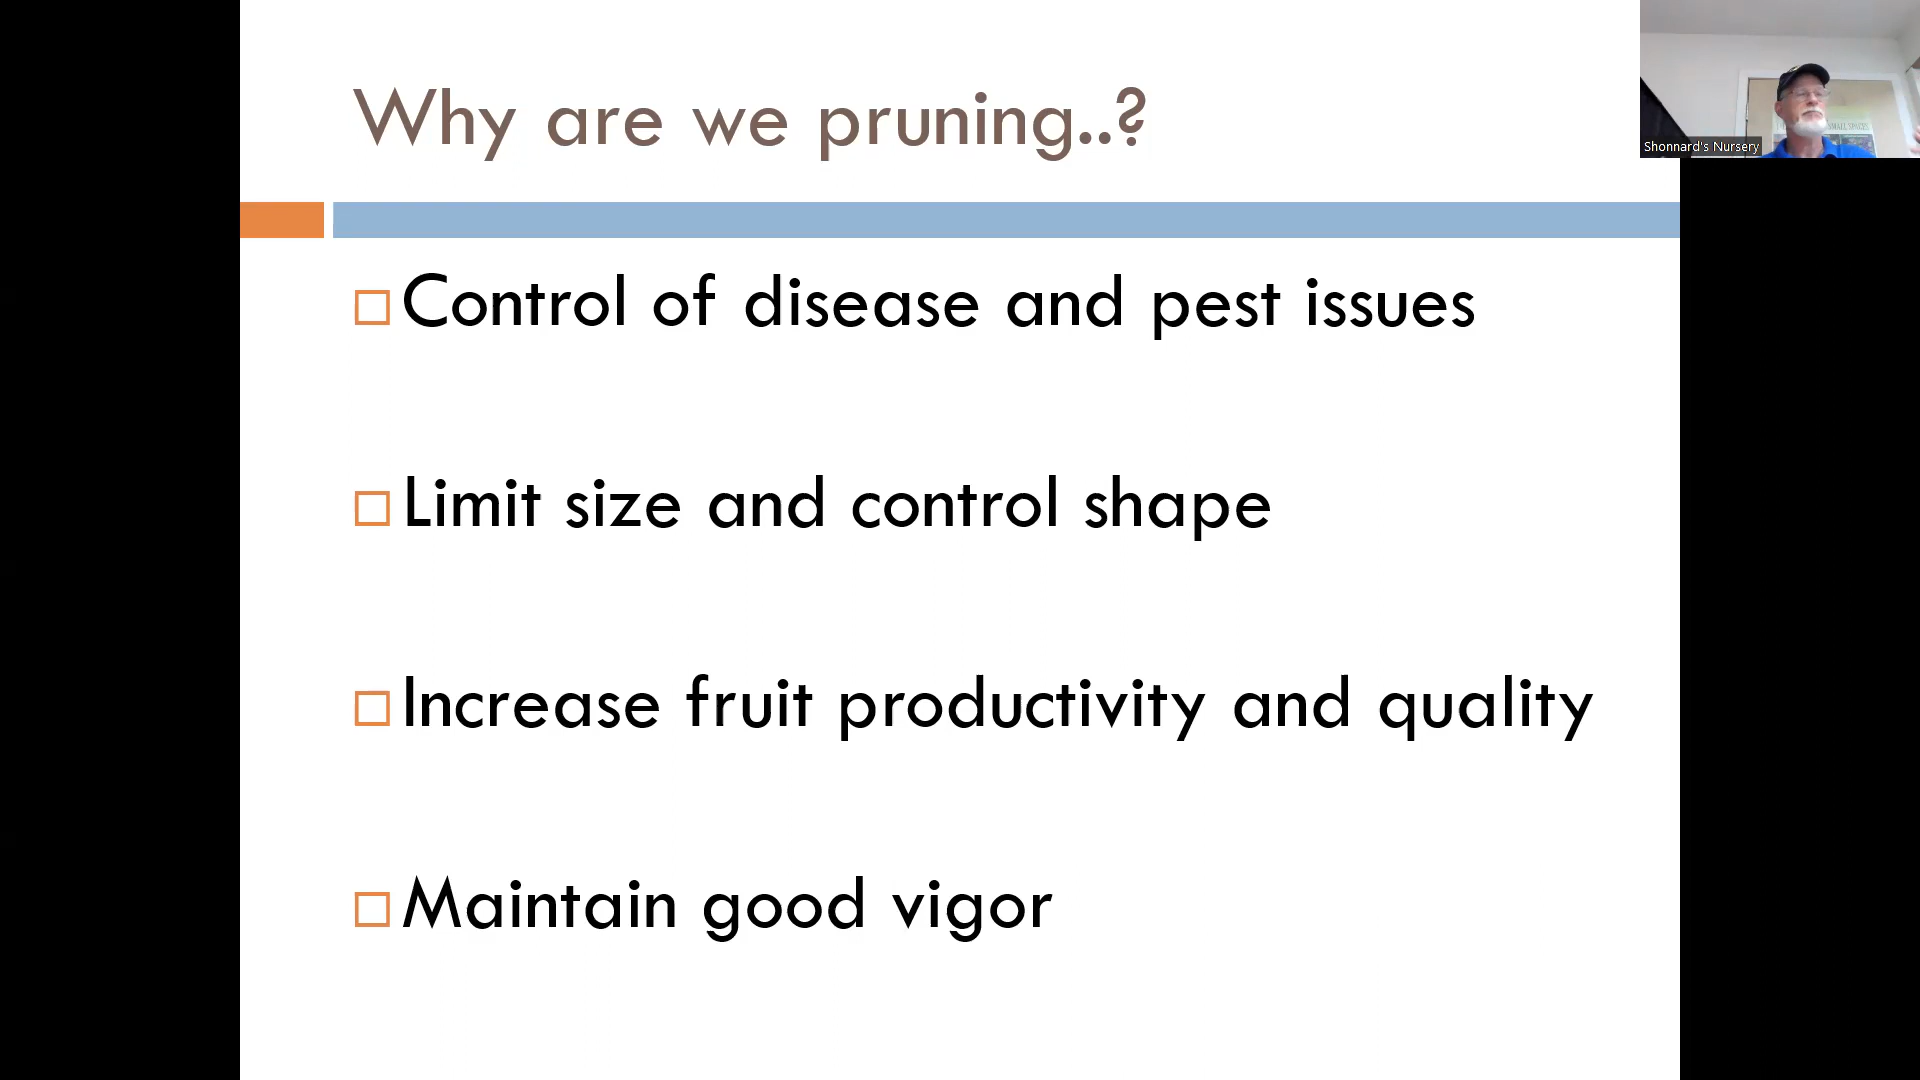 Why are we pruning..?
Shonnard's Nursery
Control of disease and pest issues
Limit size and control shape
Increase fruit productivity and quality
Maintain good vigor